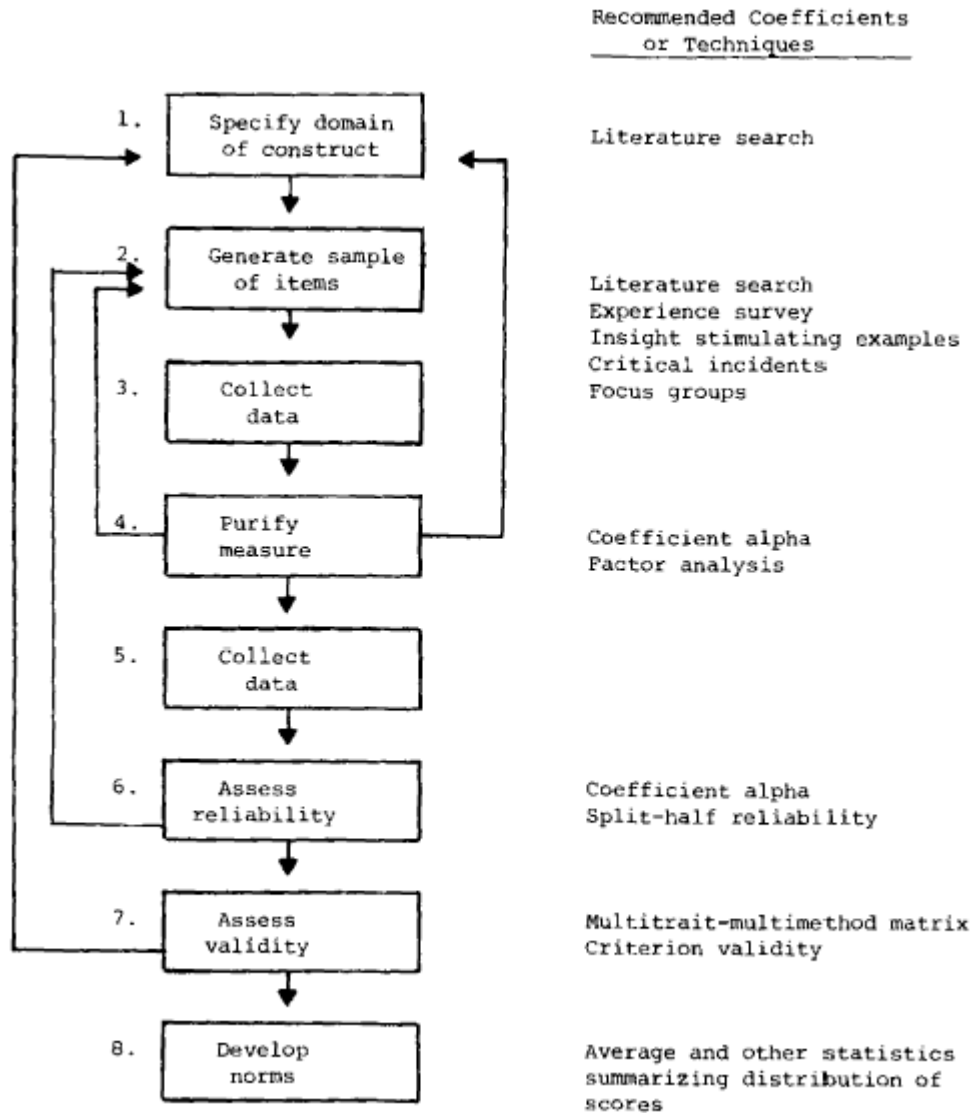 Recommended Coefficients
or Techniques
1.
Specify domain
of construct
Literature search
2.
Generate sample
of items
Literature search
Experience survey
Insight stimulating examples
Critical incidents
Focus groups
3.
Collect
data
4.
Purify
measure
Coefficient alpha
Factor analysis
5.
Collect
data
6.
Assess
reliability
Coefficient alpha
Split-half reliability
7.
Assess
validity
Multitrait-multimethod matrix
Criterion validity
8.
Develop
norms
Average and other statistics
summarizing distribution of
scores